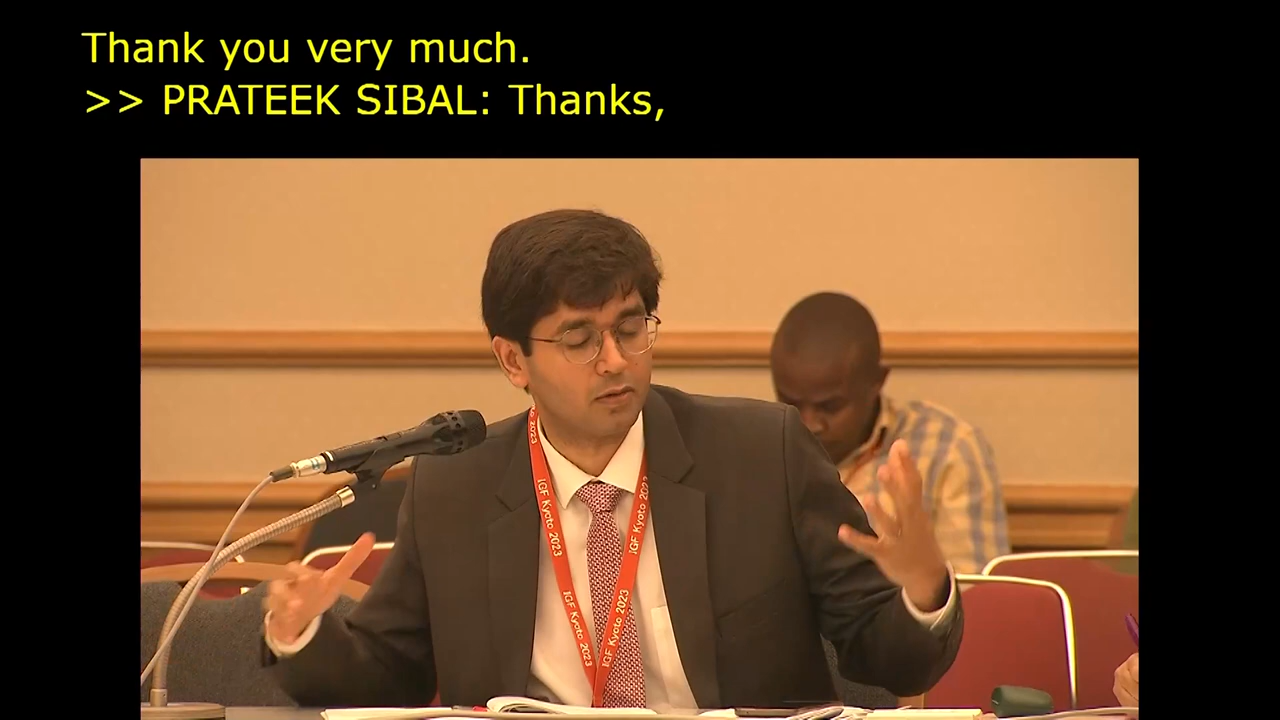 Thank you very much.
>> PRATEEK SIBAL: Thanks,
2023
IGF Kyoto 2023
IGF Kyoto 2023
IGF Kyoto 2023
IGF Kyoto 2023